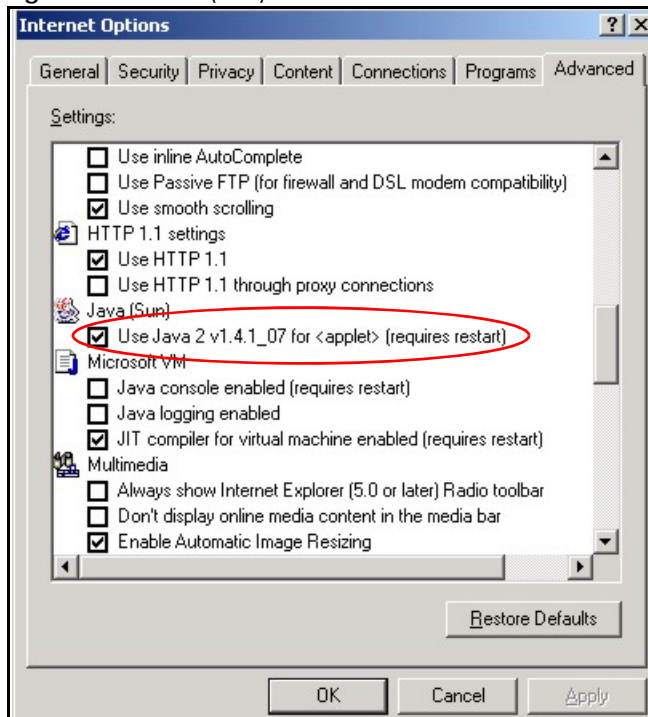 Internet Options
General Security Privacy Content Connections Programs Advanced
Settings:
Use inline AutoComplete
Use Passive FTP (for firewall and DSL modem compatibility)
Use smooth scrolling
HTTP 1.1 settings
Use HTTP 1.1
Use HTTP 1.1 through proxy connections
Java (Sun)
Use Java 2 v1.4.1_07 for <applet> (requires restart)
Microsoft VM
Java console enabled (requires restart)
Java logging enabled
JIT compiler for virtual machine enabled (requires restart)
Multimedia
Always show Internet Explorer (5.0 or later) Radio toolbar
Don't display online media content in the media bar
Enable Automatic Image Resizing
Restore Defaults
OK Cancel Apply